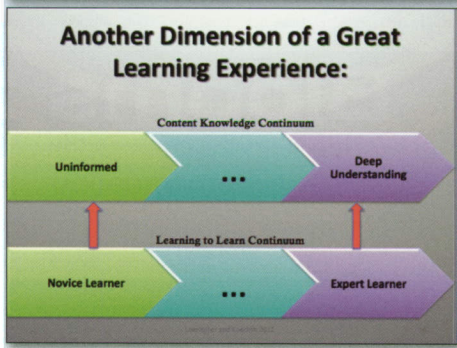 Another Dimension of a Great
Learning Experience:
Content Knowledge Continuum
Uninformed
...
Deep
Understanding
Learning to Learn Continuum
Novice Learner
...
Expert Learner